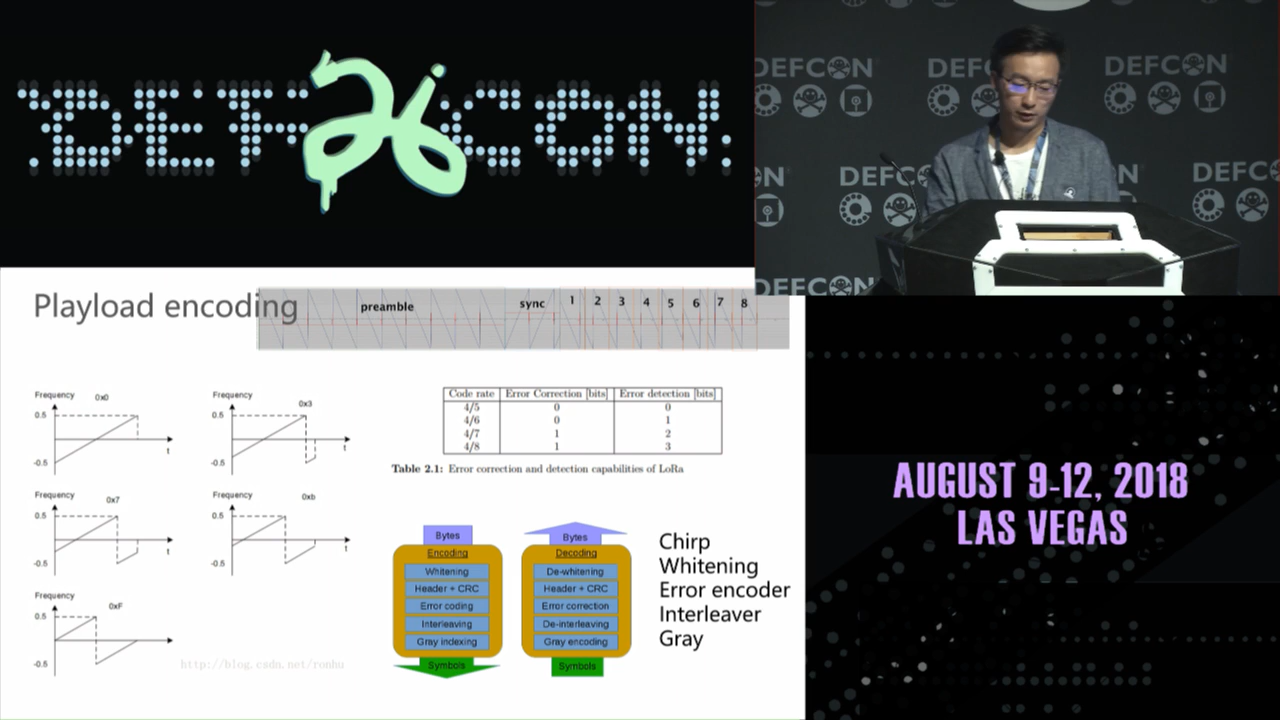 DEF 26 CON
DEFCON
DEFC
DEFCON
N
DEFC
N
DEFC
DEFCON
AUGUST 9-12, 2018
LAS VEGAS
Playload encoding
preamble
sync
1 2 3 4 5 6 7 8
Frequency
0x0
0.5
-0.5
t
Frequency
0x3
0.5
-0.5
t
Frequency
0x7
0.5
-0.5
t
Frequency
0xb
0.5
-0.5
t
Frequency
0xF
0.5
-0.5
http://blog.csdn.net/ronhu
Code rate Error Correction [bits] Error detection [bits]
4/5 0 0
4/6 0 1
4/7 1 2
4/8 1 3
Table 2.1: Error correction and detection capabilities of LoRa
Bytes
Encoding
Whitening
Header + CRC
Error coding
Interleaving
Gray indexing
Symbols
Bytes
Decoding
De-whitening
Header + CRC
Error correction
De-interleaving
Gray encoding
Symbols
Chirp
Whitening
Error encoder
Interleaver
Gray